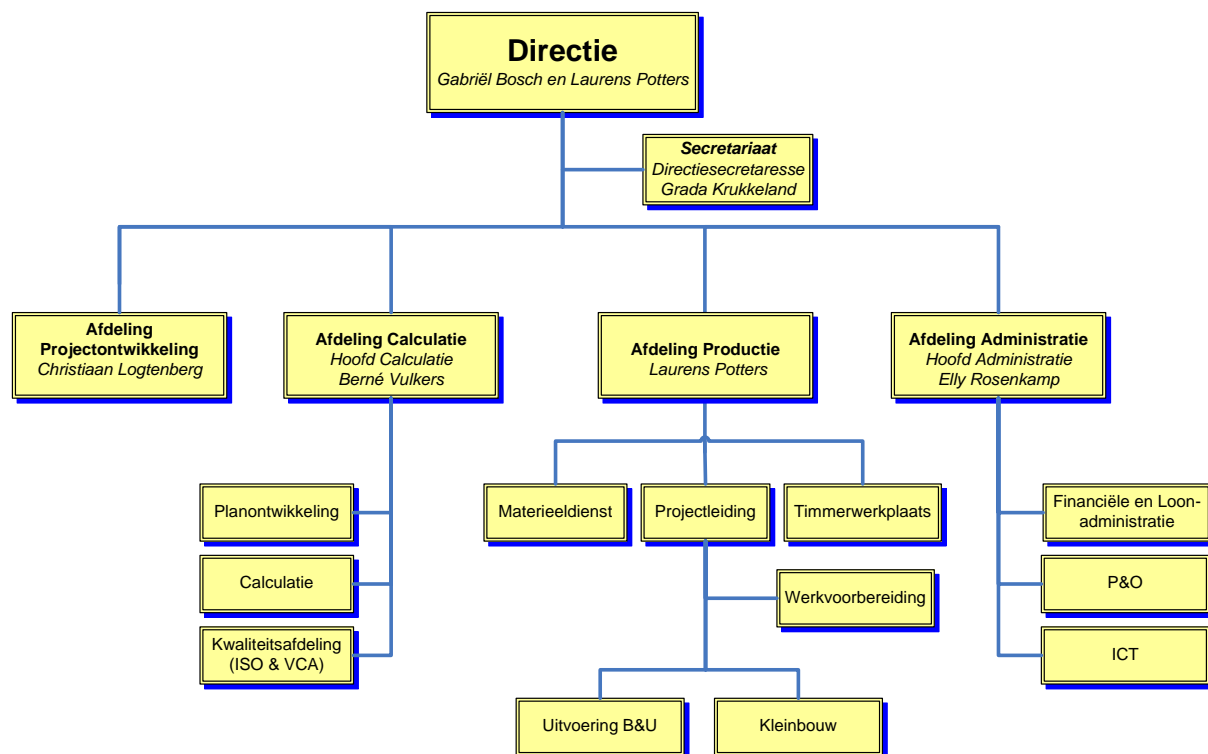 Directie
Gabriël Bosch en Laurens Potters
Secretariaat
Directiesecretaresse
Grada Krukkeland
Afdeling
Projectontwikkeling
Christiaan Logtenberg
Afdeling Calculatie
Hoofd Calculatie
Berné Vulkers
Afdeling Productie
Laurens Potters
Afdeling Administratie
Hoofd Administratie
Elly Rosenkamp
Planontwikkeling
Calculatie
Kwaliteitsafdeling
(ISO & VCA)
Materieeldienst
Projectleiding
Timmerwerkplaats
Werkvoorbereiding
Uitvoering B&U
Kleinbouw
Financiële en Loon-
administratie
P&O
ICT